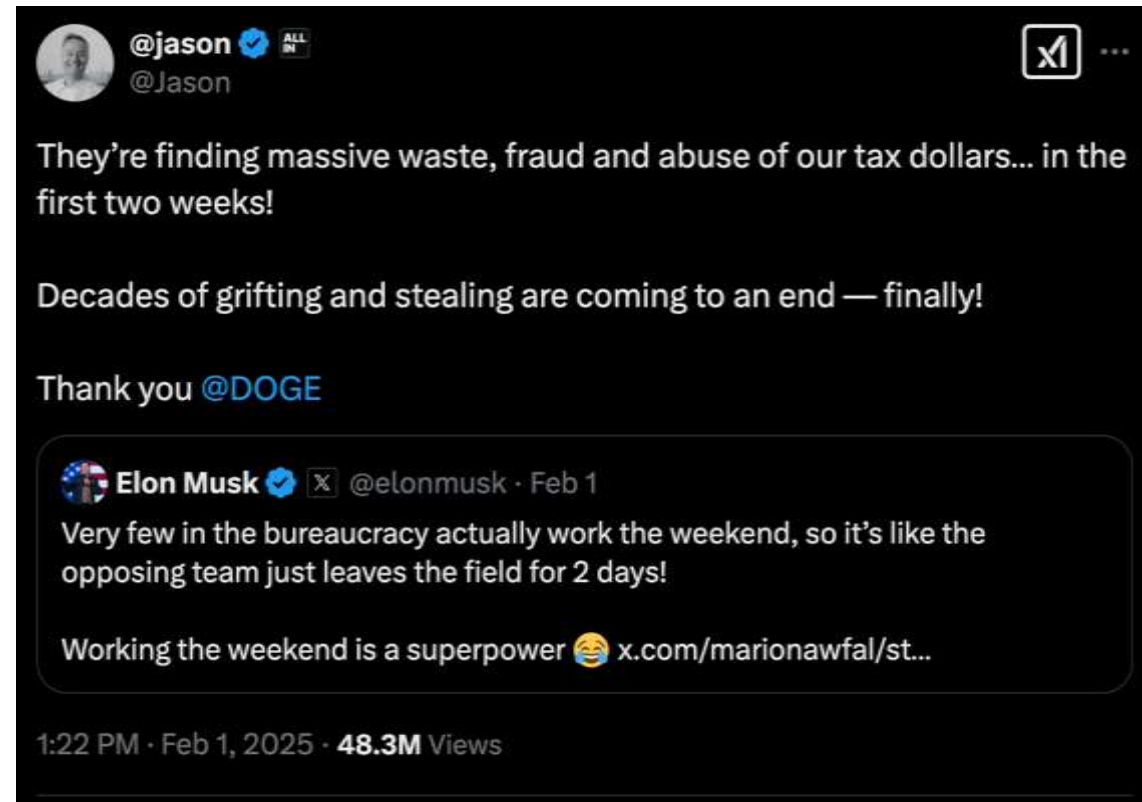 @jason ALL IN
@Jason
They’re finding massive waste, fraud and abuse of our tax dollars... in the
first two weeks!
Decades of grifting and stealing are coming to an end — finally!
Thank you @DOGE
Elon Musk X @elonmusk · Feb 1
Very few in the bureaucracy actually work the weekend, so it’s like the
opposing team just leaves the field for 2 days!
Working the weekend is a superpower 😂 x.com/marionawfal/st...
1:22 PM · Feb 1, 2025 · 48.3M Views